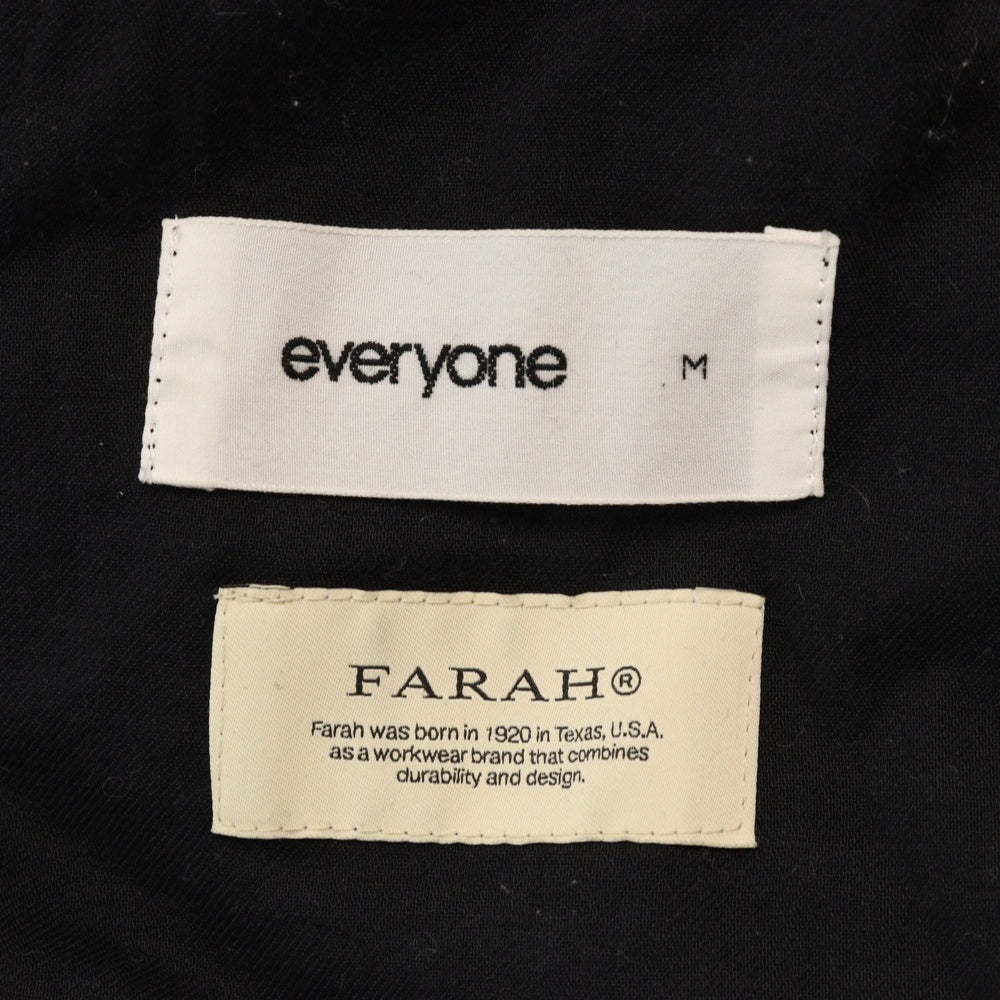 everyone M
FARAH®
Farah was born in 1920 in Texas, U.S.A.
as a workwear brand that combines
durability and design.